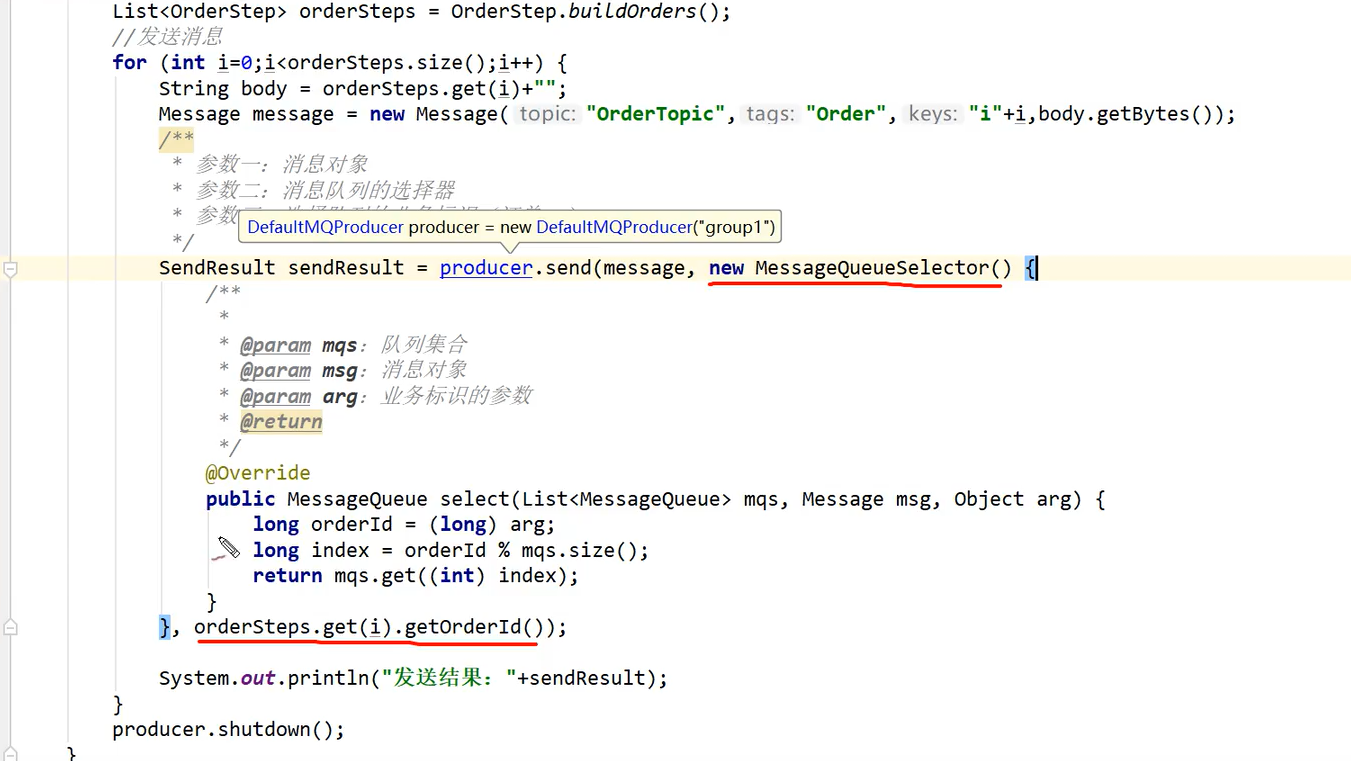 List<OrderStep> orderSteps = OrderStep.buildOrders();
//发送消息
for (int i=0;i<orderSteps.size();i++) {
String body = orderSteps.get(i)+"";
Message message = new Message( topic: "OrderTopic", tags: "Order", keys: "i"+i,body.getBytes());
/**
* 参数一：消息对象
* 参数二：消息队列的选择器
* 参数
DefaultMQProducer producer = new DefaultMQProducer("group1")
*/
SendResult sendResult = producer.send(message, new MessageQueueSelector() {
/**
*
* @param mqs：队列集合
* @param msg：消息对象
* @param arg：业务标识的参数
* @return
*/
@Override
public MessageQueue select(List<MessageQueue> mqs, Message msg, Object arg) {
long orderId = (long) arg;
long index = orderId % mqs.size();
return mqs.get((int) index);
}
}, orderSteps.get(i).getOrderId());
System.out.println("发送结果："+sendResult);
}
producer.shutdown();
}